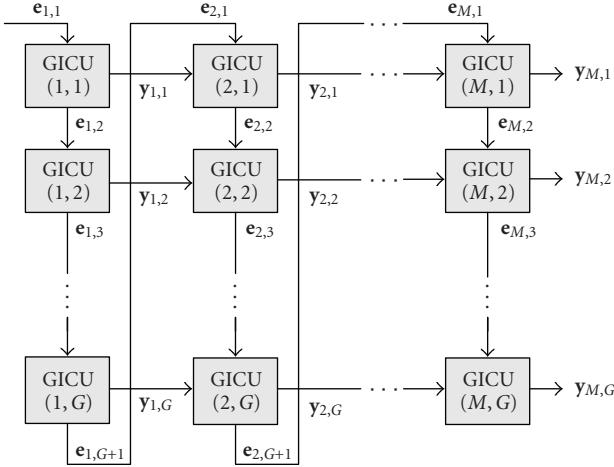 e1,1 e2,1 eM,1
GICU GICU GICU
(1, 1) (2, 1) · · · (M, 1) yM,1
y1,1 y2,1
e1,2 e2,2 eM,2
GICU GICU GICU
(1, 2) (2, 2) · · · (M, 2) yM,2
y1,2 y2,2
e1,3 e2,3 eM,3
GICU GICU GICU
(1, G) (2, G) · · · (M, G) yM,G
y1,G y2,G
e1,G+1 e2,G+1